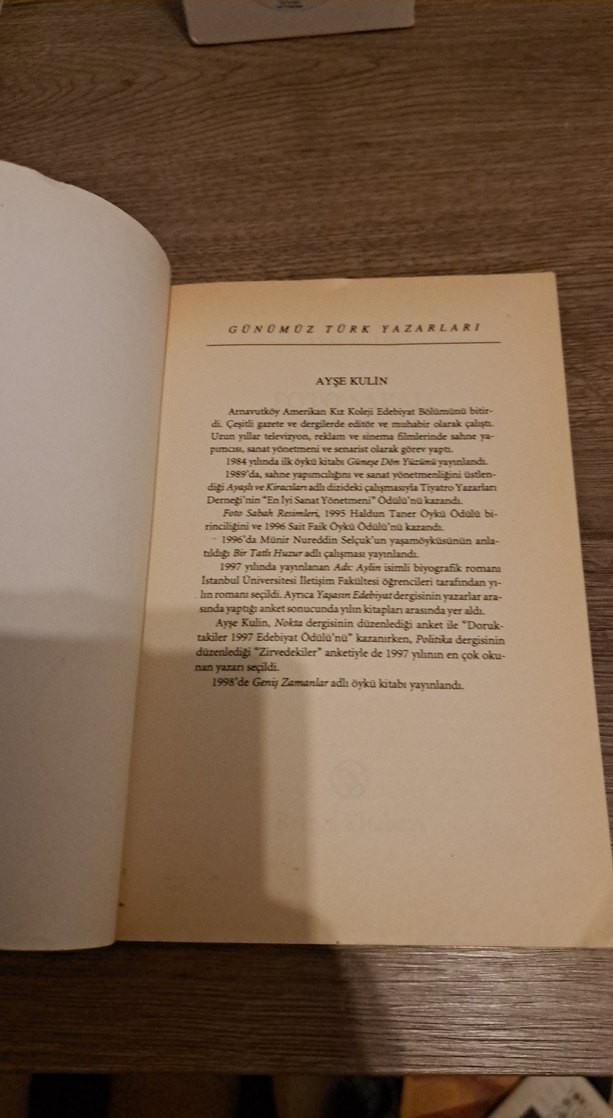 GÜNÜMÜZ TÜRK YAZARLARI
AYŞE KULİN
Arnavutköy Amerikan Kız Koleji Edebiyat Bölümünü bitir-
di. Çeşitli gazete ve dergilerde editör ve muhabir olarak çalıştı.
Uzun yıllar televizyon, reklam ve sinema filmlerinde sahne ya-
pımcısı, sanat yönetmeni ve senarist olarak görev yaptı.
1984 yılında ilk öykü kitabı Güneşe Dön Yüzünü yayınlandı.
1989'da, sahne yapımcılığını ve sanat yönetmenliğini üstlen-
diği Ayaşlı ve Kiracıları adlı dizideki çalışmasıyla Tiyatro Yazarları
Derneği'nin "En İyi Sanat Yönetmeni" Ödülü'nü kazandı.
Foto Sabah Resimleri, 1995 Haldun Taner Öykü Ödülü bi-
rinciliğini ve 1996 Sait Faik Öykü Ödülü'nü kazandı.
1996'da Münir Nureddin Selçuk'un yaşamöyküsünün anla-
tıldığı Bir Tatlı Huzur adlı çalışması yayınlandı.
1997 yılında yayınlanan Adı: Aylin isimli biyografik romanı
İstanbul Üniversitesi İletişim Fakültesi öğrencileri tarafından yı-
lın romanı seçildi. Ayrıca Yaşasın Edebiyat dergisinin yazarlar ara-
sında yaptığı anket sonucunda yılın kitapları arasında yer aldı.
Ayşe Kulin, Nokta dergisinin düzenlediği anket ile "Doruk-
takiler 1997 Edebiyat Ödülü'nü" kazanırken, Politika dergisinin
düzenlediği "Zirvedekiler" anketiyle de 1997 yılının en çok oku-
nan yazarı seçildi.
1998'de Geniş Zamanlar adlı öykü kitabı yayınlandı.